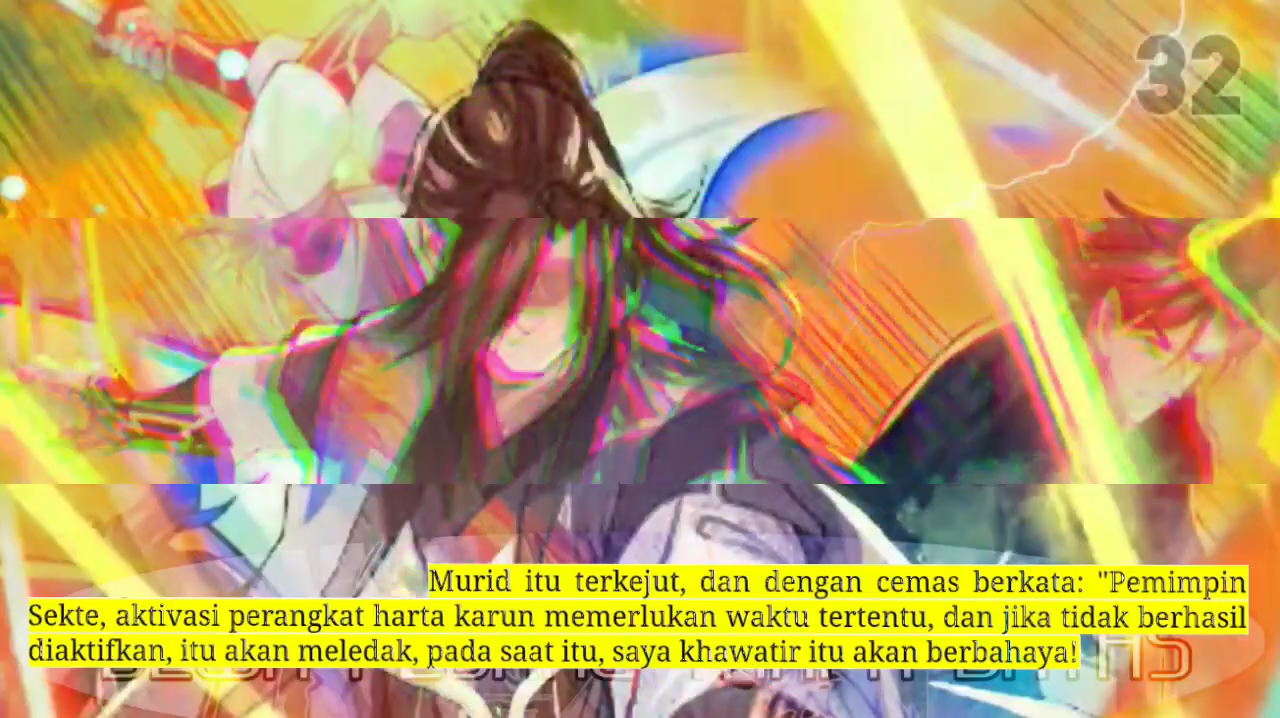 32
Murid itu terkejut, dan dengan cemas berkata: "Pemimpin
Sekte, aktivasi perangkat harta karun memerlukan waktu tertentu, dan jika tidak berhasil
diaktifkan, itu akan meledak, pada saat itu, saya khawatir itu akan berbahaya!